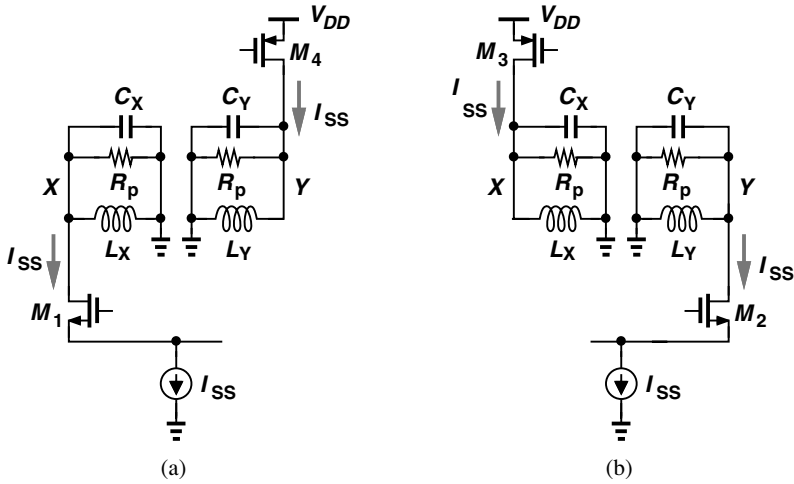 V_DD
M_4
I_SS
C_X
C_Y
R_p
R_p
X
Y
L_X
L_Y
I_SS
M_1
I_SS
(a)
V_DD
M_3
I_SS
C_X
C_Y
R_p
R_p
X
Y
L_X
L_Y
I_SS
M_2
I_SS
(b)